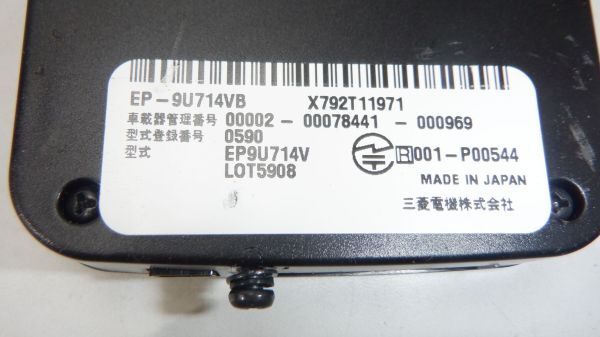 EP-9U714VB X792T11971
車載器管理番号 00002-00078441-000969
型式登録番号 0590
型式 EP9U714V
LOT5908
R 001-P00544
MADE IN JAPAN
三菱電機株式会社